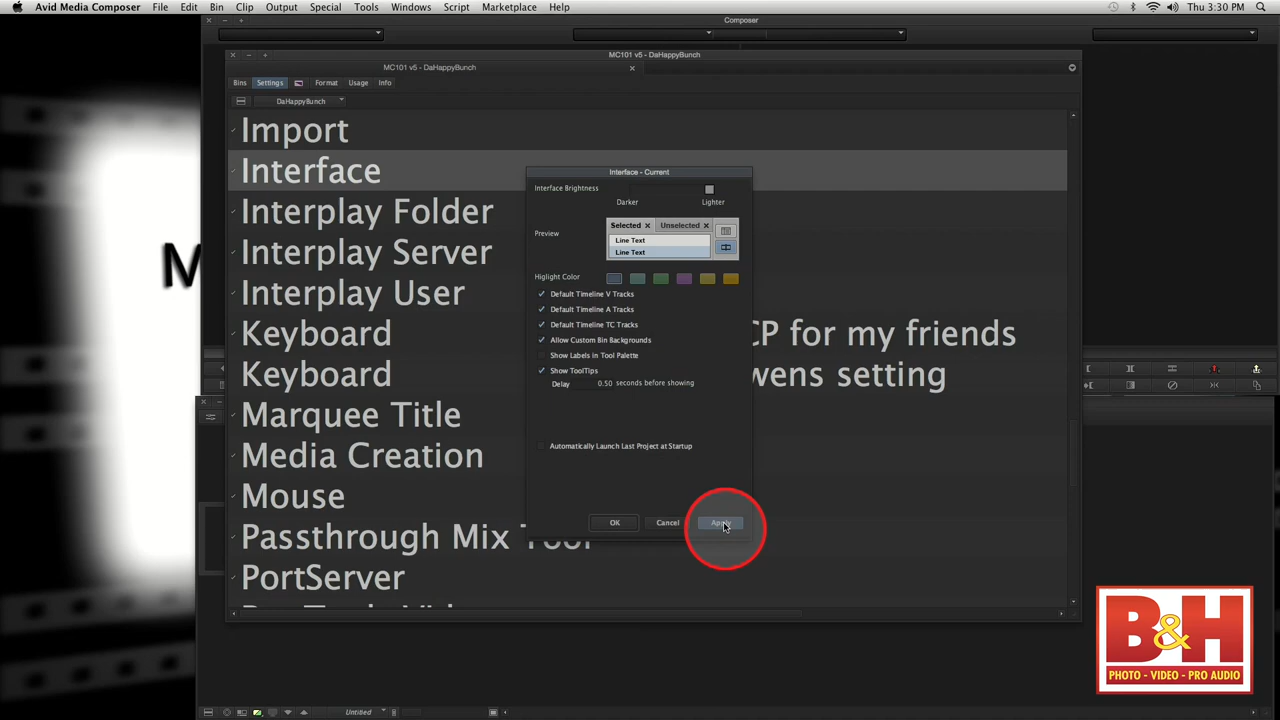 Avid Media Composer File Edit Bin Clip Output Special Tools Windows Script Marketplace Help Thu 3:30 PM
Composer
MC101 v5 - DaHappyBunch
MC101 v5 - DaHappyBunch
Bins Settings Format Usage Info
DaHappyBunch
Import
Interface
Interplay Folder
Interplay Server
Interplay User
Keyboard
CP for my friends
Keyboard
wens setting
Marquee Title
Media Creation
Mouse
Passthrough Mix Tool
PortServer
Interface - Current
Interface Brightness
Darker Lighter
Preview
Selected Unselected
Line Text
Line Text
Higlight Color
Default Timeline V Tracks
Default Timeline A Tracks
Default Timeline TC Tracks
Allow Custom Bin Backgrounds
Show Labels in Tool Palette
Show ToolTips
Delay 0.50 seconds before showing
Automatically Launch Last Project at Startup
OK Cancel Apply
M
B&H
PHOTO - VIDEO - PRO AUDIO
Untitled